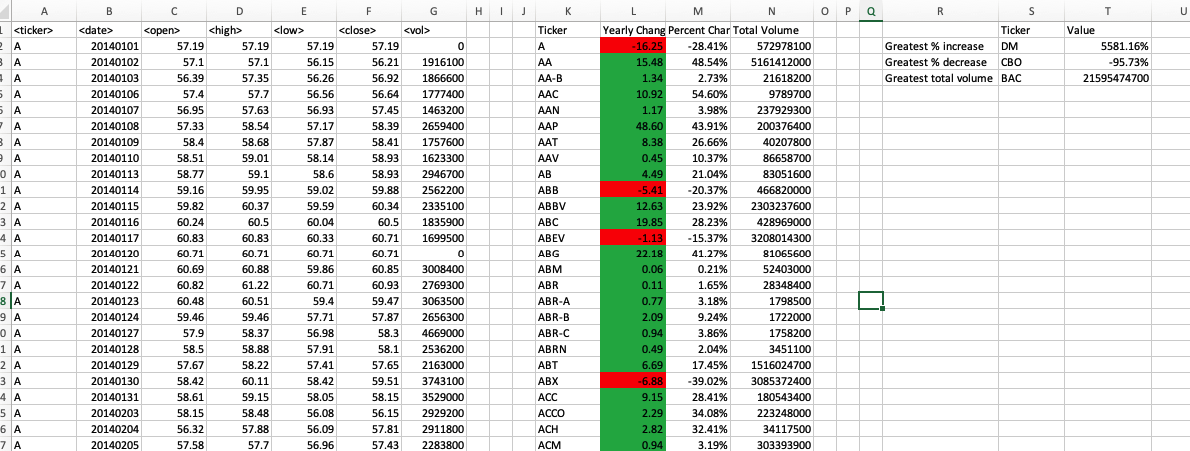 A B C D E F G H I J K L M N O P Q R S T U
1 <ticker> <date> <open> <high> <low> <close> <vol> Ticker Yearly Chang Percent Char Total Volume Ticker Value
2 A 20140101 57.19 57.19 57.19 57.19 0 A -16.25 -28.41% 572978100 Greatest % increase DM 5581.16%
3 A 20140102 57.1 57.1 56.15 56.21 1916100 AA 15.48 48.54% 5161412000 Greatest % decrease CBO -95.73%
4 A 20140103 56.39 57.35 56.26 56.92 1866600 AA-B 1.34 2.73% 21618200 Greatest total volume BAC 21595474700
5 A 20140106 57.4 57.7 56.56 56.64 1777400 AAC 10.92 54.60% 9789700
6 A 20140107 56.95 57.63 56.93 57.45 1463200 AAN 1.17 3.98% 237929300
7 A 20140108 57.33 58.54 57.17 58.39 2659400 AAP 48.60 43.91% 200376400
8 A 20140109 58.4 58.68 57.87 58.41 1757600 AAT 8.38 26.66% 40207800
9 A 20140110 58.51 59.01 58.14 58.93 1623300 AAV 0.45 10.37% 86658700
0 A 20140113 58.77 59.1 58.6 58.93 2946700 AB 4.49 21.04% 83051600
1 A 20140114 59.16 59.95 59.02 59.88 2562200 ABB -5.41 -20.37% 466820000
2 A 20140115 59.82 60.37 59.59 60.34 2335100 ABBV 12.63 23.92% 2303237600
3 A 20140116 60.24 60.5 60.04 60.5 1835900 ABC 19.85 28.23% 428969000
4 A 20140117 60.83 60.83 60.33 60.71 1699500 ABEV -1.13 -15.37% 3208014300
5 A 20140120 60.71 60.71 60.71 60.71 0 ABG 22.18 41.27% 81065600
6 A 20140121 60.69 60.88 59.86 60.85 3008400 ABM 0.06 0.21% 52403000
7 A 20140122 60.82 61.22 60.71 60.93 2769300 ABR 0.11 1.65% 28348400
8 A 20140123 60.48 60.51 59.4 59.47 3063500 ABR-A 0.77 3.18% 1798500
9 A 20140124 59.46 59.46 57.71 57.87 2656300 ABR-B 2.09 9.24% 1722000
0 A 20140127 57.9 58.37 56.98 58.3 4669000 ABR-C 0.94 3.86% 1758200
1 A 20140128 58.5 58.88 57.91 58.1 2536200 ABRN 0.49 2.04% 3451100
2 A 20140129 57.67 58.22 57.41 57.65 2163000 ABT 6.69 17.45% 1516024700
3 A 20140130 58.42 60.11 58.42 59.51 3743100 ABX -6.88 -39.02% 3085372400
4 A 20140131 58.61 59.15 58.05 58.15 3529000 ACC 9.15 28.41% 180543400
5 A 20140203 58.15 58.48 56.08 56.15 2929200 ACCO 2.29 34.08% 223248000
6 A 20140204 56.32 57.88 56.09 57.81 2911800 ACH 2.82 32.41% 34117500
7 A 20140205 57.58 57.7 56.96 57.43 2283800 ACM 0.94 3.19% 303393900